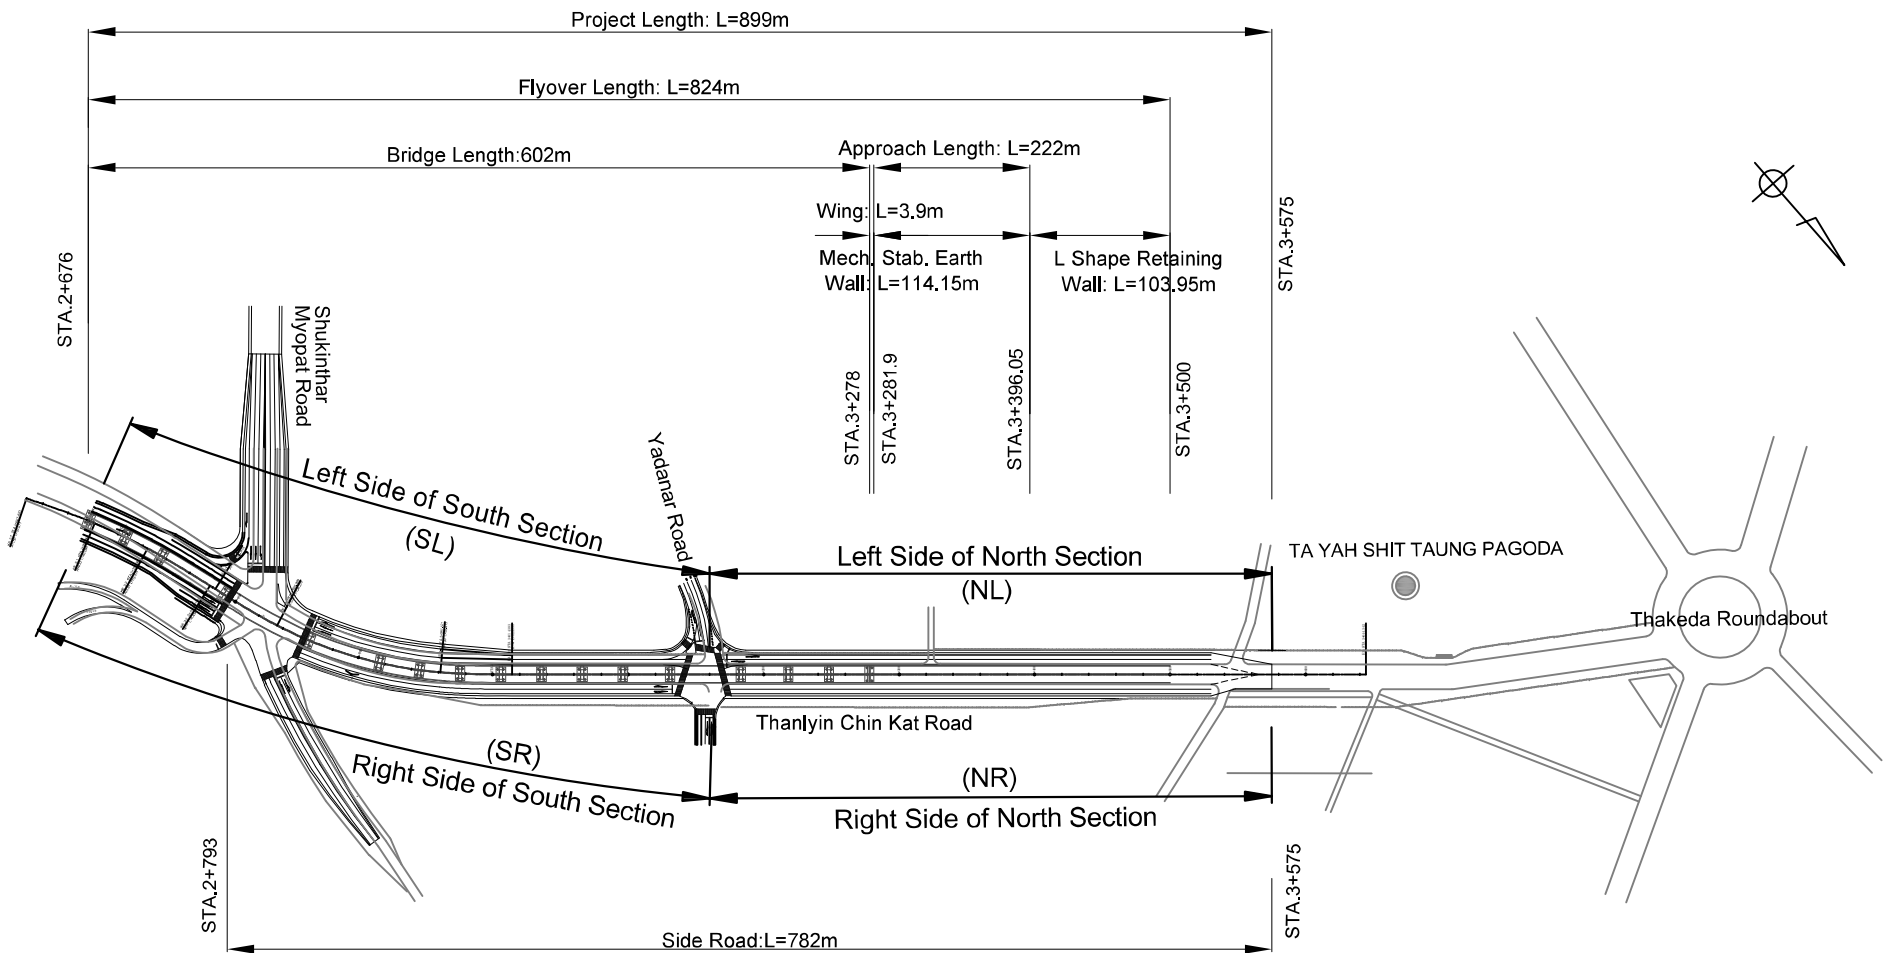 Project Length: L=899m
Flyover Length: L=824m
Bridge Length:602m
Approach Length: L=222m
Wing: L=3.9m
Mech. Stab. Earth
Wall: L=114.15m
L Shape Retaining
Wall: L=103.95m
STA.2+676
STA.3+278
STA.3+281.9
STA.3+396.05
STA.3+500
STA.3+575
Shukinthar
Myopat Road
Yadanar Road
Left Side of South Section
(SL)
Left Side of North Section
(NL)
TA YAH SHIT TAUNG PAGODA
Thakeda Roundabout
Thanlyin Chin Kat Road
(SR)
Right Side of South Section
(NR)
Right Side of North Section
STA.2+793
STA.3+575
Side Road:L=782m